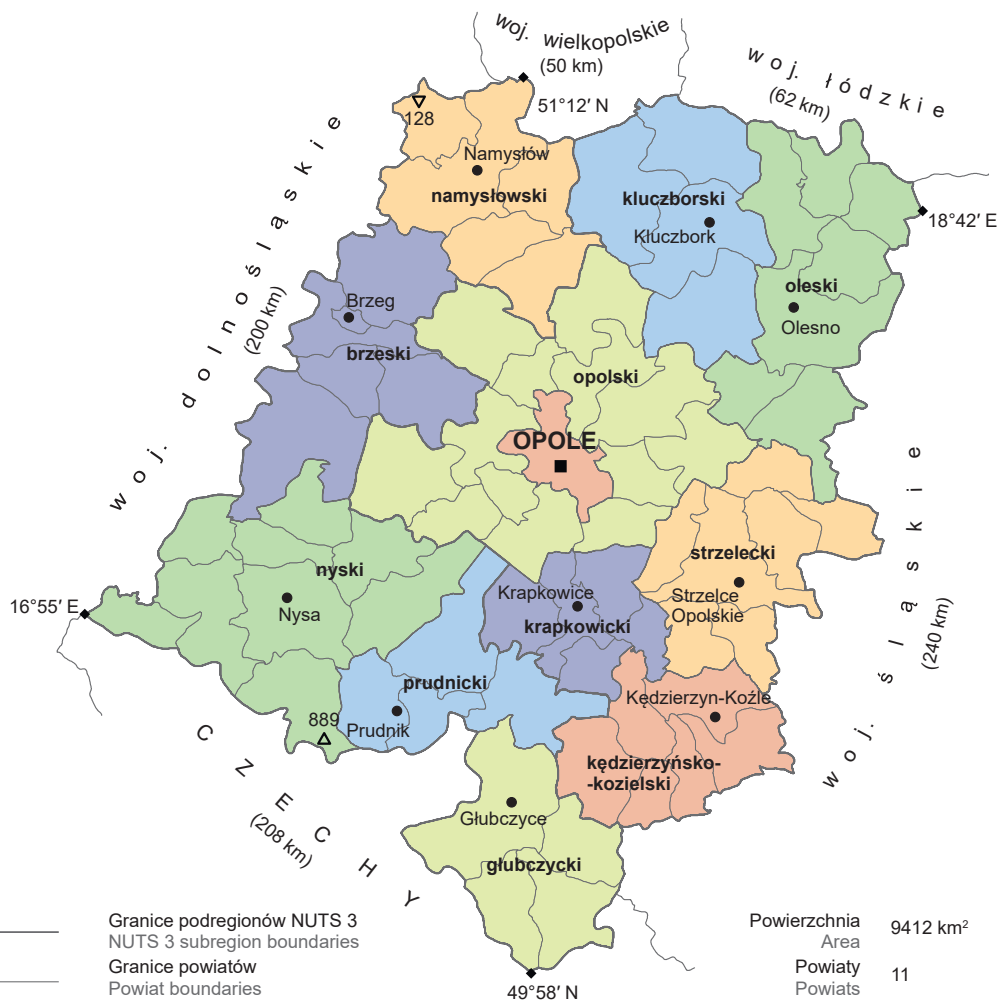 woj. wielkopolskie
(50 km)
woj. łódzkie
(62 km)
51°12′ N
128
Namysłów
namysłowski
kluczborski
Kluczbork
18°42′ E
woj. dolnośląskie
(200 km)
oleski
Olesno
Brzeg
brzeski
opolski
OPOLE
woj. śląskie
(240 km)
strzelecki
Strzelce
Opolskie
nyski
Nysa
16°55′ E
Krapkowice
krapkowicki
prudnicki
Prudnik
889
Kędzierzyn-Koźle
kędzierzyńsko-
-kozielski
CZECHY
(208 km)
Głubczyce
głubczycki
49°58′ N
Granice podregionów NUTS 3
NUTS 3 subregion boundaries
Granice powiatów
Powiat boundaries
Powierzchnia 9412 km²
Area
Powiaty 11
Powiats